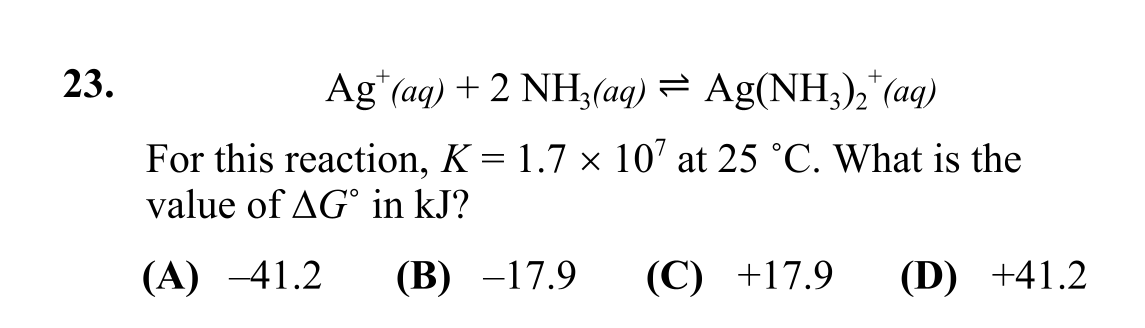 23. Ag⁺(aq) + 2 NH₃(aq) ⇌ Ag(NH₃)₂⁺(aq)
For this reaction, K = 1.7 × 10⁷ at 25 ˚C. What is the
value of ΔG° in kJ?
(A) –41.2 (B) –17.9 (C) +17.9 (D) +41.2